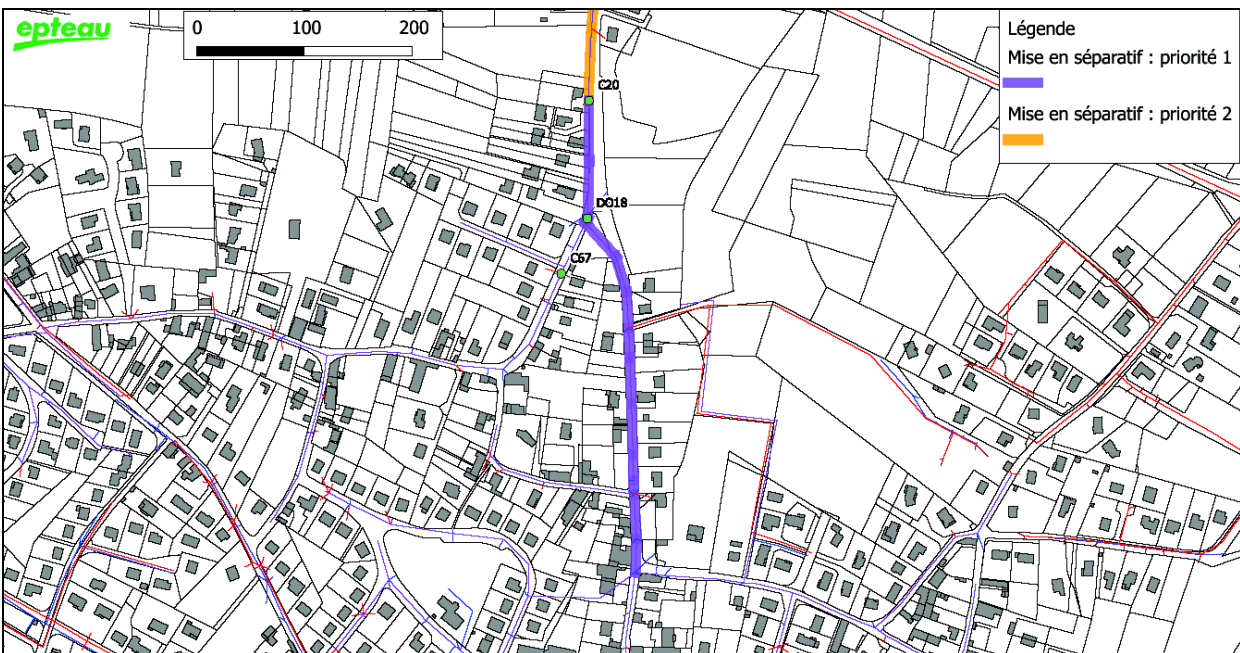 epteau
0 100 200
Légende
Mise en séparatif : priorité 1
Mise en séparatif : priorité 2
C20
DO18
C67